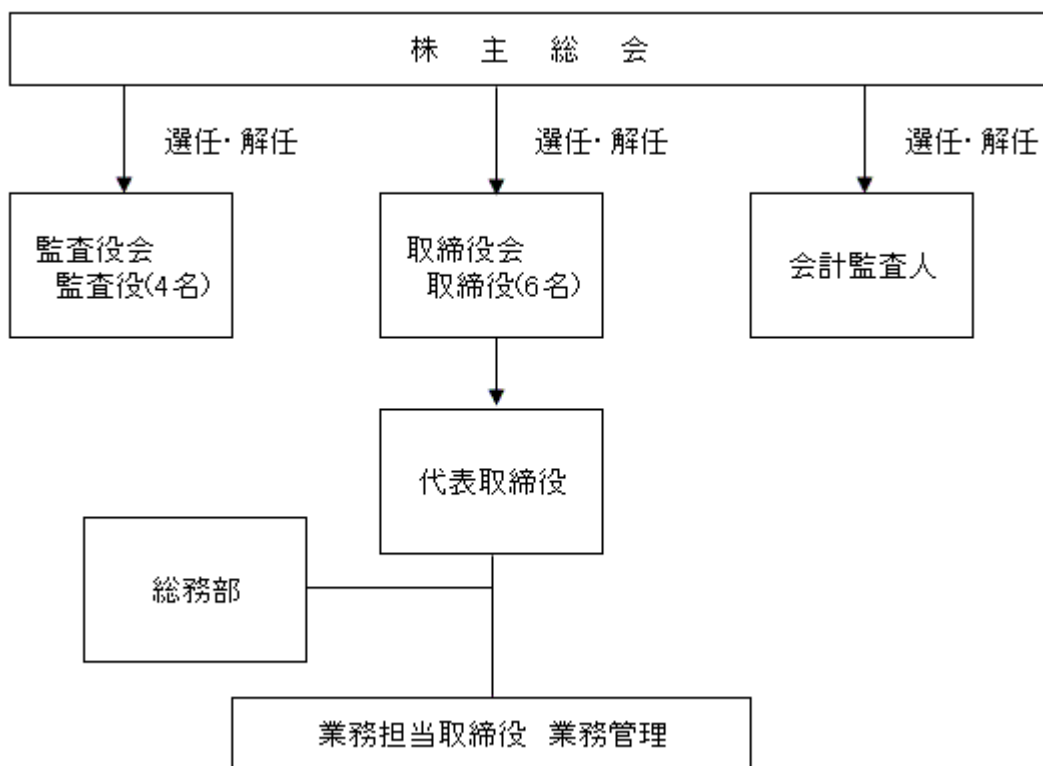 株 主 総 会
選任・解任
選任・解任
選任・解任
監査役会
監査役(4名)
取締役会
取締役(6名)
会計監査人
代表取締役
総務部
業務担当取締役 業務管理